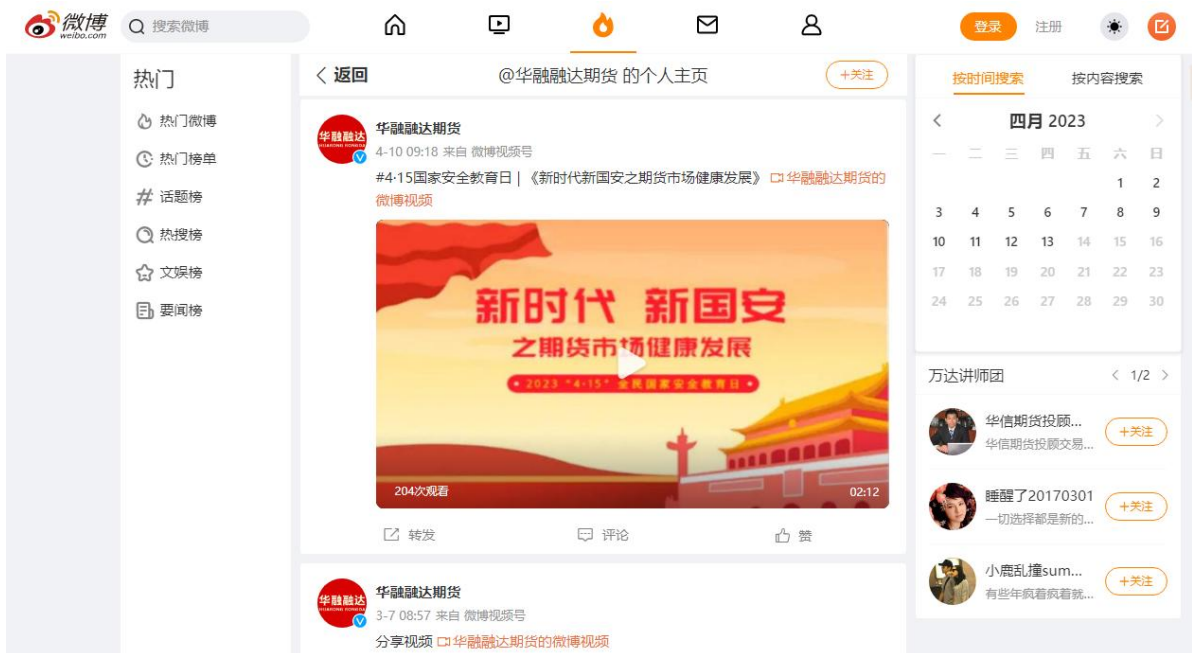 微博
weibo.com
搜索微博
登录
注册
热门
热门微博
热门榜单
话题榜
热搜榜
文娱榜
要闻榜
返回
@华融融达期货 的个人主页
+关注
华融融达
HUARONG RONGDA
华融融达期货
4-10 09:18 来自 微博视频号
#4·15国家安全教育日 | 《新时代新国安之期货市场健康发展》 华融融达期货的
微博视频
新时代 新国安
之期货市场健康发展
• 2023 "4·15" 全民国家安全教育日 •
204次观看
02:12
转发
评论
赞
华融融达
HUARONG RONGDA
华融融达期货
3-7 08:57 来自 微博视频号
分享视频 华融融达期货的微博视频
按时间搜索
按内容搜索
四月 2023
一 二 三 四 五 六 日
1 2
3 4 5 6 7 8 9
10 11 12 13 14 15 16
17 18 19 20 21 22 23
24 25 26 27 28 29 30
万达讲师团
1/2
华信期货投顾...
华信期货投顾交易...
+关注
睡醒了20170301
一切选择都是新的...
+关注
小鹿乱撞sum...
有些年疯着疯着就...
+关注